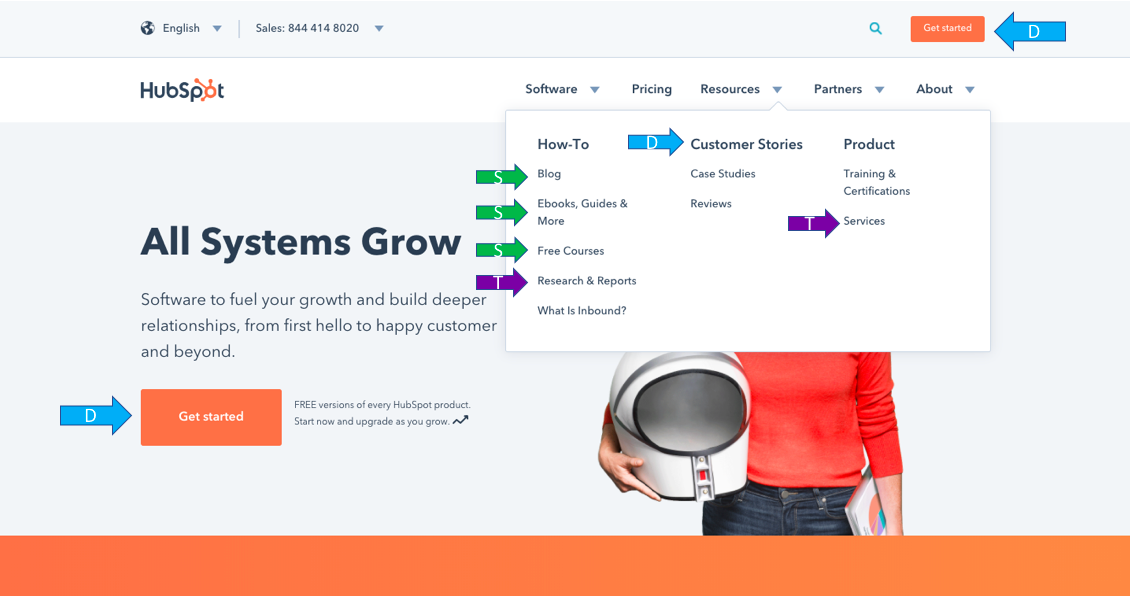 English
Sales: 844 414 8020
Get started
D
HubSpot
Software
Pricing
Resources
Partners
About
How-To
D
Customer Stories
Product
S
Blog
Case Studies
Training &
Certifications
S
Ebooks, Guides &
More
Reviews
T
Services
S
Free Courses
T
Research & Reports
What Is Inbound?
All Systems Grow
Software to fuel your growth and build deeper
relationships, from first hello to happy customer
and beyond.
D
Get started
FREE versions of every HubSpot product.
Start now and upgrade as you grow.